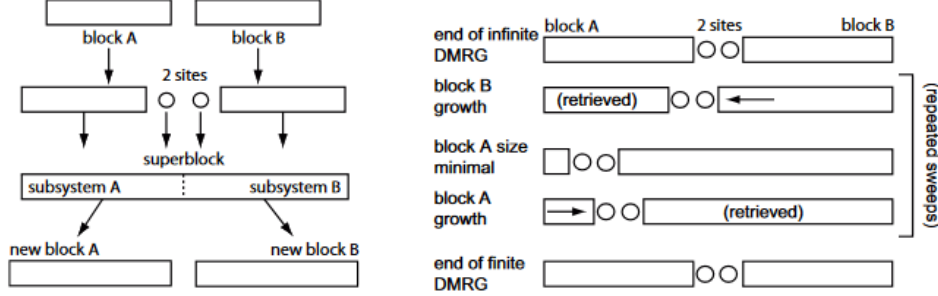 block A
block B
2 sites
superblock
subsystem A
subsystem B
new block A
new block B
block A
2 sites
block B
end of infinite
DMRG
block B
growth
(retrieved)
block A size
minimal
block A
growth
(retrieved)
end of finite
DMRG
(repeated sweeps)